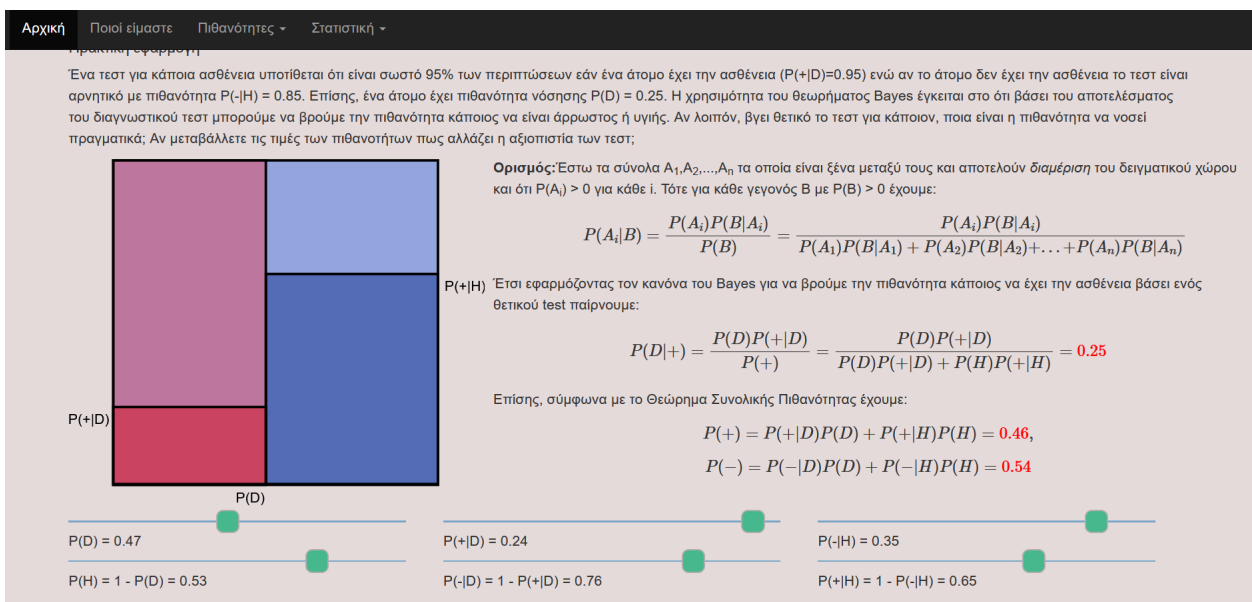 Αρχική Ποιοί είμαστε Πιθανότητες Στατιστική
Πρακτική εφαρμογή
Ένα τεστ για κάποια ασθένεια υποτίθεται ότι είναι σωστό 95% των περιπτώσεων εάν ένα άτομο έχει την ασθένεια (P(+|D)=0.95) ενώ αν το άτομο δεν έχει την ασθένεια το τεστ είναι
αρνητικό με πιθανότητα P(-|H) = 0.85. Επίσης, ένα άτομο έχει πιθανότητα νόσησης P(D) = 0.25. Η χρησιμότητα του θεωρήματος Bayes έγκειται στο ότι βάσει του αποτελέσματος
του διαγνωστικού τεστ μπορούμε να βρούμε την πιθανότητα κάποιος να είναι άρρωστος ή υγιής. Αν λοιπόν, βγει θετικό το τεστ για κάποιον, ποια είναι η πιθανότητα να νοσεί
πραγματικά; Αν μεταβάλλετε τις τιμές των πιθανοτήτων πως αλλάζει η αξιοπιστία των τεστ;
Ορισμός:Έστω τα σύνολα A₁,A₂,...,Aₙ τα οποία είναι ξένα μεταξύ τους και αποτελούν διαμέριση του δειγματικού χώρου
και ότι P(Aᵢ) > 0 για κάθε i. Τότε για κάθε γεγονός B με P(B) > 0 έχουμε:
P(Aᵢ|B) = P(Aᵢ)P(B|Aᵢ) / P(B) = P(Aᵢ)P(B|Aᵢ) / P(A₁)P(B|A₁) + P(A₂)P(B|A₂)+...+P(Aₙ)P(B|Aₙ)
P(+|H)
Έτσι εφαρμόζοντας τον κανόνα του Bayes για να βρούμε την πιθανότητα κάποιος να έχει την ασθένεια βάσει ενός
θετικού test παίρνουμε:
P(D|+) = P(D)P(+|D) / P(+) = P(D)P(+|D) / P(D)P(+|D) + P(H)P(+|H) = 0.25
P(+|D)
Επίσης, σύμφωνα με το Θεώρημα Συνολικής Πιθανότητας έχουμε:
P(+) = P(+|D)P(D) + P(+|H)P(H) = 0.46,
P(−) = P(−|D)P(D) + P(−|H)P(H) = 0.54
P(D)
P(D) = 0.47 P(+|D) = 0.24 P(-|H) = 0.35
P(H) = 1 - P(D) = 0.53 P(-|D) = 1 - P(+|D) = 0.76 P(+|H) = 1 - P(-|H) = 0.65